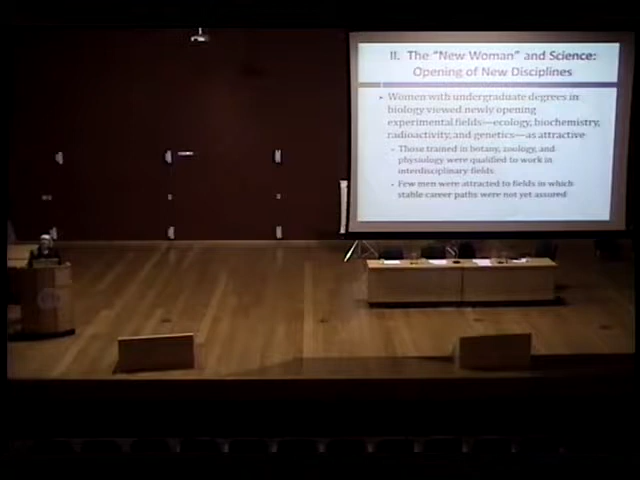 II. The "New Woman" and Science:
Opening of New Disciplines
Women with undergraduate degrees in
biology viewed newly opening
experimental fields—ecology, biochemistry,
radioactivity, and genetics—as attractive
Those trained in botany, zoology, and
physiology were qualified to work in
interdisciplinary fields
Few men were attracted to fields in which
stable career paths were not yet assured